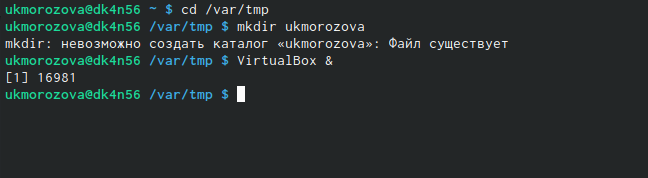 ukmorozova@dk4n56 ~ $ cd /var/tmp
ukmorozova@dk4n56 /var/tmp $ mkdir ukmorozova
mkdir: невозможно создать каталог «ukmorozova»: Файл существует
ukmorozova@dk4n56 /var/tmp $ VirtualBox &
[1] 16981
ukmorozova@dk4n56 /var/tmp $